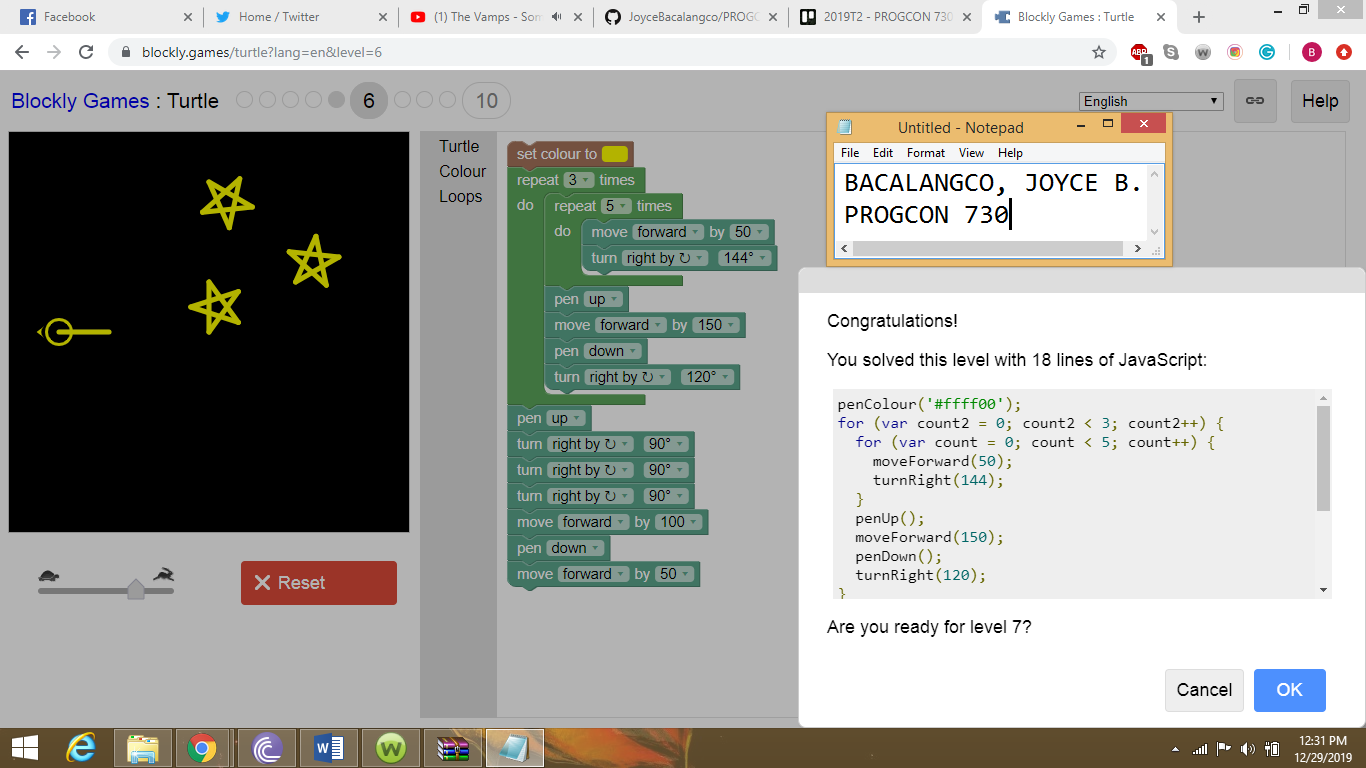 Facebook
Home / Twitter
(1) The Vamps - Som
JoyceBacalangco/PROGC
2019T2 - PROGCON 730
Blockly Games : Turtle
blockly.games/turtle?lang=en&level=6
ABP
1
B
Blockly Games : Turtle
6
10
English
Help
Turtle
Colour
Loops
set colour to
repeat 3 times
do
repeat 5 times
do
move forward by 50
turn right by ↻ 144°
pen up
move forward by 150
pen down
turn right by ↻ 120°
pen up
turn right by ↻ 90°
turn right by ↻ 90°
turn right by ↻ 90°
move forward by 100
pen down
move forward by 50
Reset
Untitled - Notepad
File Edit Format View Help
BACALANGCO, JOYCE B.
PROGCON 730
Congratulations!
You solved this level with 18 lines of JavaScript:
penColour('#ffff00');
for (var count2 = 0; count2 < 3; count2++) {
for (var count = 0; count < 5; count++) {
moveForward(50);
turnRight(144);
}
penUp();
moveForward(150);
penDown();
turnRight(120);
}
Are you ready for level 7?
Cancel
OK
12:31 PM
12/29/2019